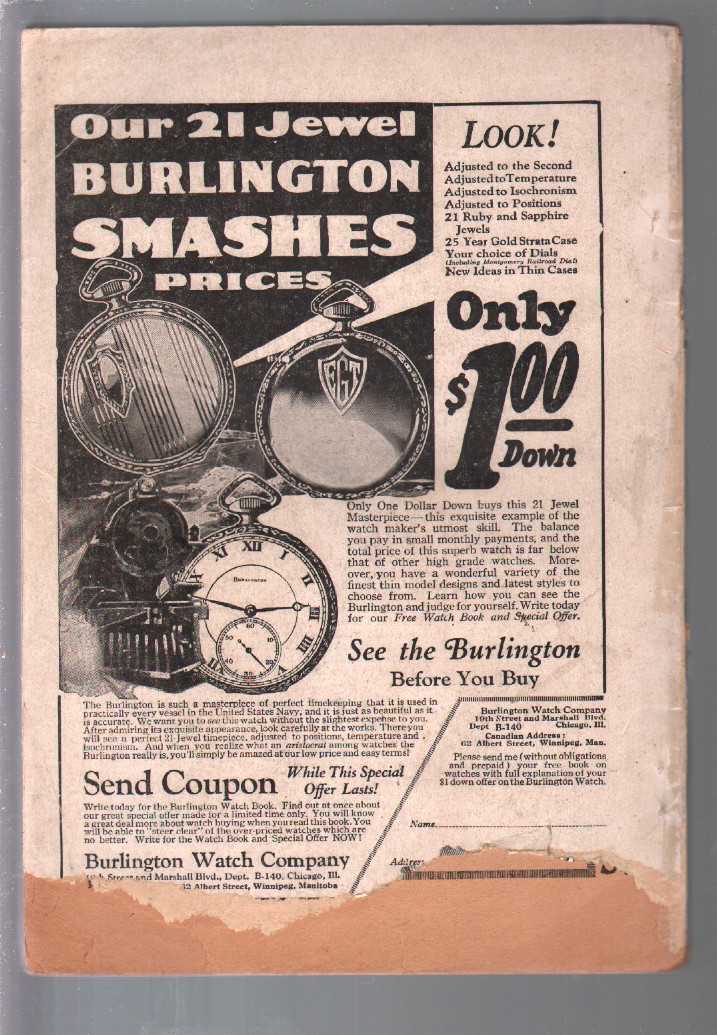 Our 21 Jewel
BURLINGTON
SMASHES
PRICES
LOOK!
Adjusted to the Second
Adjusted to Temperature
Adjusted to Isochronism
Adjusted to Positions
21 Ruby and Sapphire
Jewels
25 Year Gold Strata Case
Your choice of Dials
(Including Montgomery Railroad Dial)
New Ideas in Thin Cases
Only
$1.00
Down
EGT
XI XII I
II
III
BURLINGTON
60
10
20
30
40
50
Only One Dollar Down buys this 21 Jewel
Masterpiece—this exquisite example of the
watch maker's utmost skill. The balance
you pay in small monthly payments, and the
total price of this superb watch is far below
that of other high grade watches. More-
over, you have a wonderful variety of the
finest thin model designs and latest styles to
choose from. Learn how you can see the
Burlington and judge for yourself. Write today
for our Free Watch Book and Special Offer.
See the Burlington
Before You Buy
The Burlington is such a masterpiece of perfect timekeeping that it is used in
practically every vessel in the United States Navy, and it is just as beautiful as it
is accurate. We want you to see this watch without the slightest expense to you.
After admiring its exquisite appearance, look carefully at the works. There you
will see a perfect 21 Jewel timepiece, adjusted to positions, temperature and
isochronism. And when you realize what an aristocrat among watches the
Burlington really is, you'll simply be amazed at our low price and easy terms!
Send Coupon
While This Special
Offer Lasts!
Write today for the Burlington Watch Book. Find out at once about
our great special offer made for a limited time only. You will know
a great deal more about watch buying when you read this book. You
will be able to "steer clear" of the over-priced watches which are
no better. Write for the Watch Book and Special Offer NOW!
Burlington Watch Company
19th Street and Marshall Blvd., Dept. B-140, Chicago, Ill.
62 Albert Street, Winnipeg, Manitoba
Burlington Watch Company
19th Street and Marshall Blvd.
Dept B-140 Chicago, Ill.
Canadian Address:
62 Albert Street, Winnipeg, Man.
Please send me (without obligations
and prepaid) your free book on
watches with full explanation of your
$1 down offer on the Burlington Watch.
Name
Address